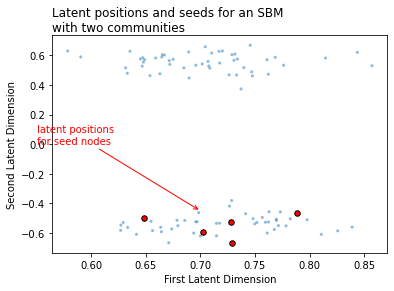 Latent positions and seeds for an SBM
with two communities
Second Latent Dimension
0.6
0.4
0.2
0.0
−0.2
−0.4
−0.6
latent positions
for seed nodes
0.60
0.65
0.70
0.75
0.80
0.85
First Latent Dimension